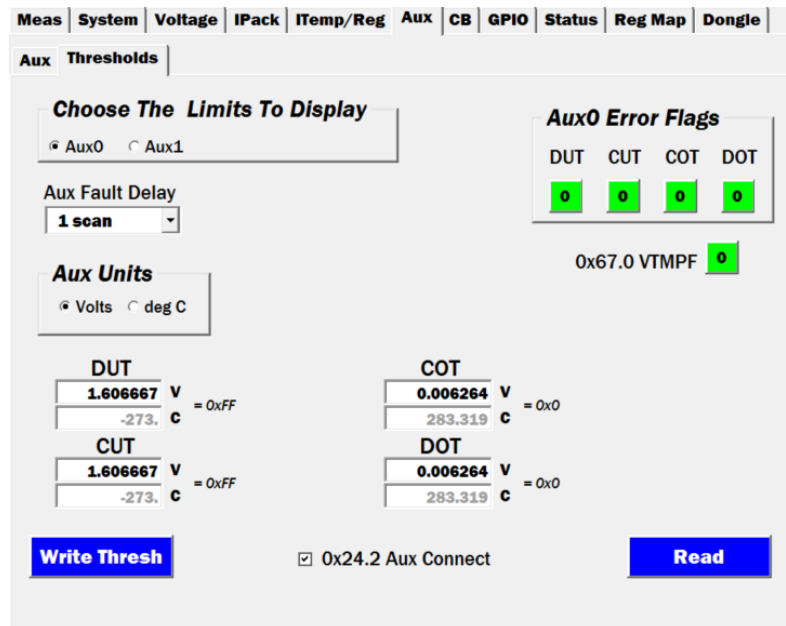 Meas System Voltage IPack ITemp/Reg Aux CB GPIO Status Reg Map Dongle
Aux Thresholds
Choose The Limits To Display
Aux0 Aux1
Aux0 Error Flags
DUT CUT COT DOT
0 0 0 0
Aux Fault Delay
1 scan
0x67.0 VTMPF 0
Aux Units
Volts deg C
DUT COT
1.606667 V 0.006264 V
= 0xFF = 0x0
-273. C 283.319 C
CUT DOT
1.606667 V 0.006264 V
= 0xFF = 0x0
-273. C 283.319 C
Write Thresh 0x24.2 Aux Connect Read